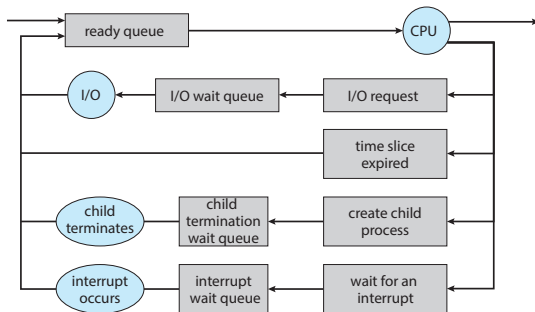 ready queue
CPU
I/O
I/O wait queue
I/O request
time slice
expired
child
terminates
child
termination
wait queue
create child
process
interrupt
occurs
interrupt
wait queue
wait for an
interrupt